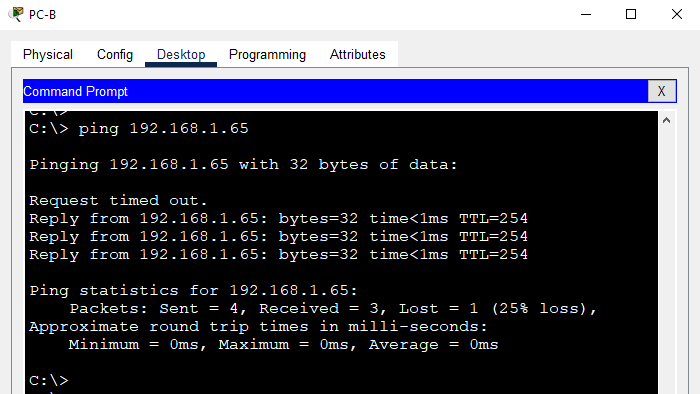 PC-B
Physical Config Desktop Programming Attributes
Command Prompt X
C:\>
C:\> ping 192.168.1.65
Pinging 192.168.1.65 with 32 bytes of data:
Request timed out.
Reply from 192.168.1.65: bytes=32 time<1ms TTL=254
Reply from 192.168.1.65: bytes=32 time<1ms TTL=254
Reply from 192.168.1.65: bytes=32 time<1ms TTL=254
Ping statistics for 192.168.1.65:
Packets: Sent = 4, Received = 3, Lost = 1 (25% loss),
Approximate round trip times in milli-seconds:
Minimum = 0ms, Maximum = 0ms, Average = 0ms
C:\>